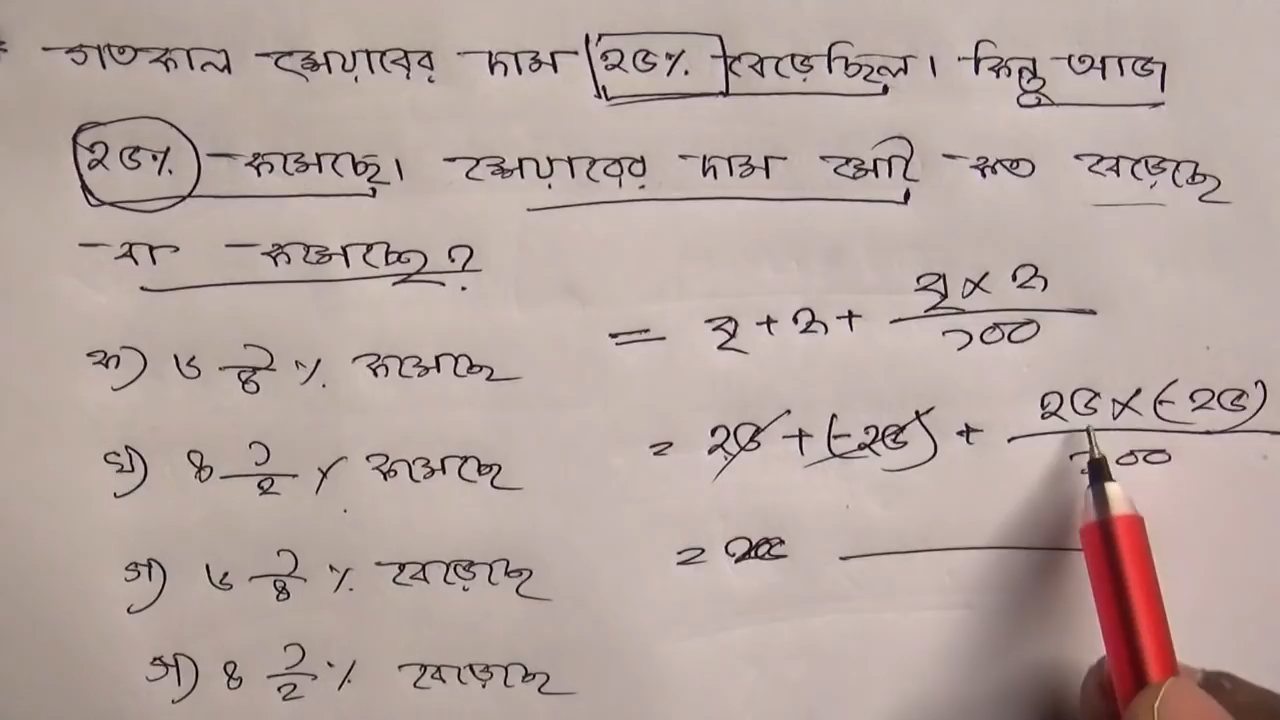 গতকাল শেয়ারের দাম ২৫% বেড়েছিল। কিন্তু আজ
২৫% কমেছে। শেয়ারের দাম মোট কত বেড়েছে
বা কমেছে?
ক) ৬ ১/৪ % কমেছে
খ) ৪ ১/২ % কমেছে
গ) ৬ ১/৪ % বেড়েছে
ঘ) ৪ ১/২ % বেড়েছে
= বৃ + হ্র + বৃ × হ্র / ১০০
= ২৫ + (-২৫) + ২৫ × (-২৫) / ১০০
=